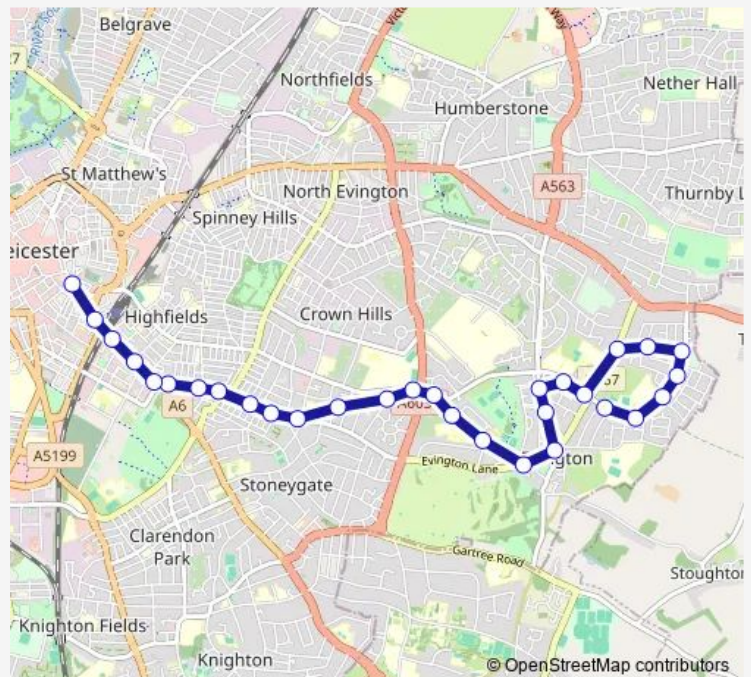 Belgrave
Northfields
Nether Hall
Humberstone
St Matthew's
North Evington
A563
Thurnby L
Spinney Hills
eicester
Highfields
Crown Hills
A6
A5199
Evington Lane
Stoneygate
Clarendon
Park
Gartree Road
Stoughton
Knighton Fields
Knighton
© OpenStreetMap contributors